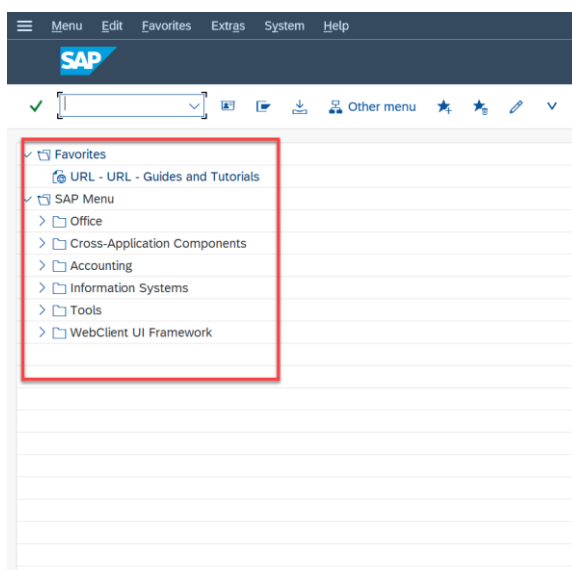 Menu Edit Favorites Extras System Help
SAP
Other menu
Favorites
URL - URL - Guides and Tutorials
SAP Menu
Office
Cross-Application Components
Accounting
Information Systems
Tools
WebClient UI Framework